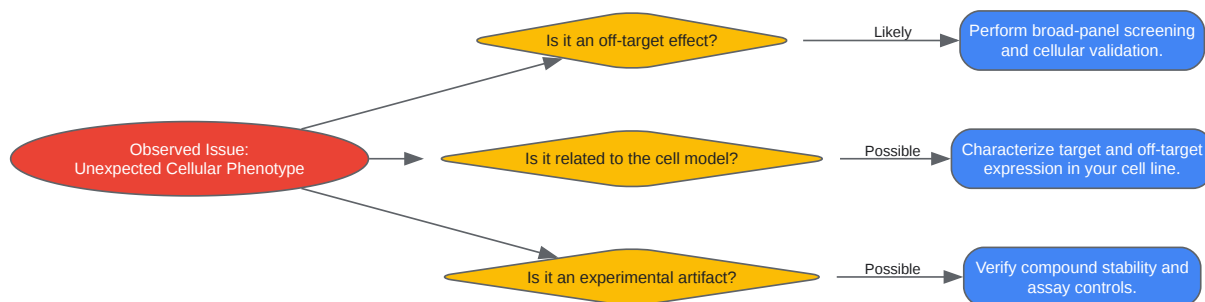 Is it an off-target effect?
Likely
Perform broad-panel screening
and cellular validation.
Observed Issue:
Unexpected Cellular Phenotype
Is it related to the cell model?
Possible
Characterize target and off-target
expression in your cell line.
Is it an experimental artifact?
Possible
Verify compound stability and
assay controls.